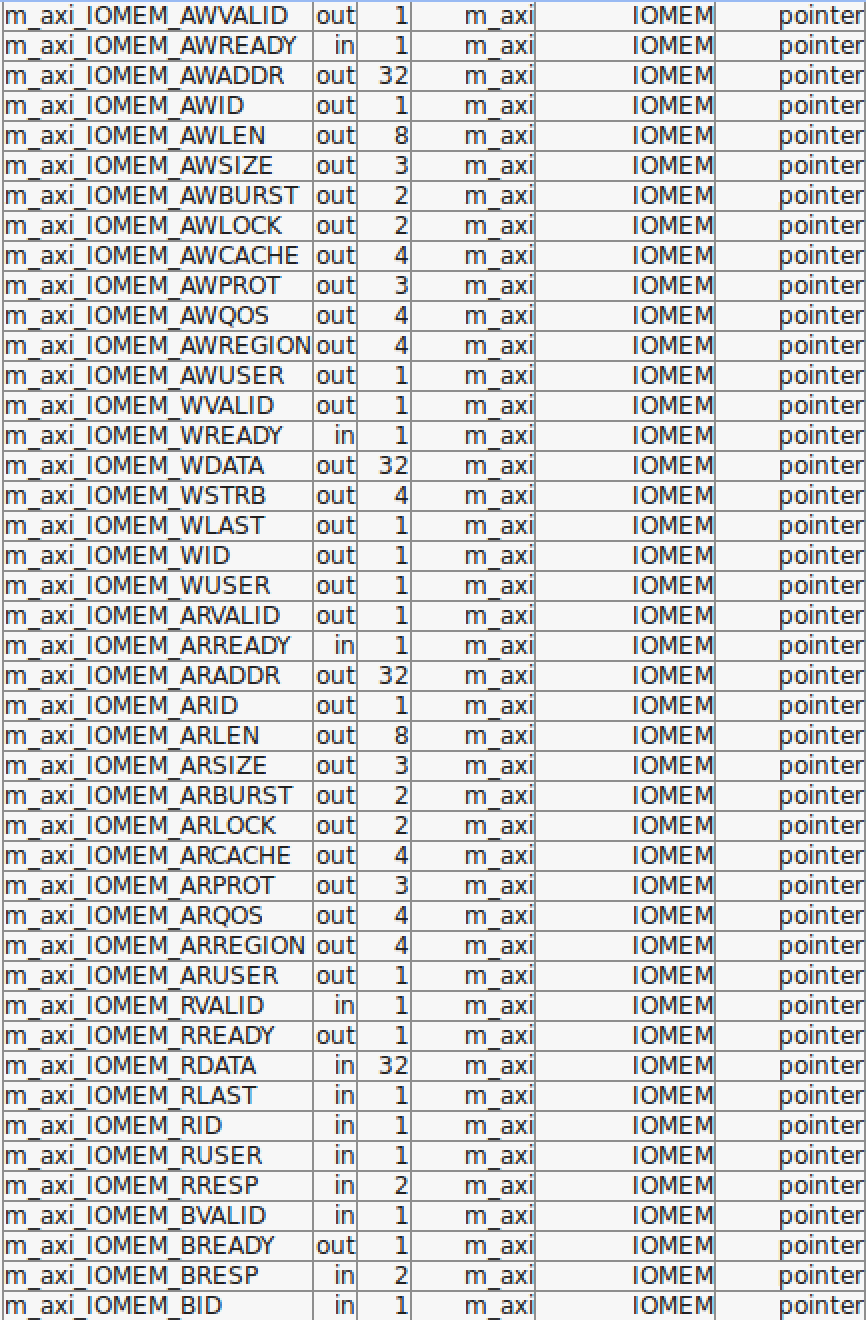 m_axi_IOMEM_AWVALID out 1 m_axi IOMEM pointer
m_axi_IOMEM_AWREADY in 1 m_axi IOMEM pointer
m_axi_IOMEM_AWADDR out 32 m_axi IOMEM pointer
m_axi_IOMEM_AWID out 1 m_axi IOMEM pointer
m_axi_IOMEM_AWLEN out 8 m_axi IOMEM pointer
m_axi_IOMEM_AWSIZE out 3 m_axi IOMEM pointer
m_axi_IOMEM_AWBURST out 2 m_axi IOMEM pointer
m_axi_IOMEM_AWLOCK out 2 m_axi IOMEM pointer
m_axi_IOMEM_AWCACHE out 4 m_axi IOMEM pointer
m_axi_IOMEM_AWPROT out 3 m_axi IOMEM pointer
m_axi_IOMEM_AWQOS out 4 m_axi IOMEM pointer
m_axi_IOMEM_AWREGION out 4 m_axi IOMEM pointer
m_axi_IOMEM_AWUSER out 1 m_axi IOMEM pointer
m_axi_IOMEM_WVALID out 1 m_axi IOMEM pointer
m_axi_IOMEM_WREADY in 1 m_axi IOMEM pointer
m_axi_IOMEM_WDATA out 32 m_axi IOMEM pointer
m_axi_IOMEM_WSTRB out 4 m_axi IOMEM pointer
m_axi_IOMEM_WLAST out 1 m_axi IOMEM pointer
m_axi_IOMEM_WID out 1 m_axi IOMEM pointer
m_axi_IOMEM_WUSER out 1 m_axi IOMEM pointer
m_axi_IOMEM_ARVALID out 1 m_axi IOMEM pointer
m_axi_IOMEM_ARREADY in 1 m_axi IOMEM pointer
m_axi_IOMEM_ARADDR out 32 m_axi IOMEM pointer
m_axi_IOMEM_ARID out 1 m_axi IOMEM pointer
m_axi_IOMEM_ARLEN out 8 m_axi IOMEM pointer
m_axi_IOMEM_ARSIZE out 3 m_axi IOMEM pointer
m_axi_IOMEM_ARBURST out 2 m_axi IOMEM pointer
m_axi_IOMEM_ARLOCK out 2 m_axi IOMEM pointer
m_axi_IOMEM_ARCACHE out 4 m_axi IOMEM pointer
m_axi_IOMEM_ARPROT out 3 m_axi IOMEM pointer
m_axi_IOMEM_ARQOS out 4 m_axi IOMEM pointer
m_axi_IOMEM_ARREGION out 4 m_axi IOMEM pointer
m_axi_IOMEM_ARUSER out 1 m_axi IOMEM pointer
m_axi_IOMEM_RVALID in 1 m_axi IOMEM pointer
m_axi_IOMEM_RREADY out 1 m_axi IOMEM pointer
m_axi_IOMEM_RDATA in 32 m_axi IOMEM pointer
m_axi_IOMEM_RLAST in 1 m_axi IOMEM pointer
m_axi_IOMEM_RID in 1 m_axi IOMEM pointer
m_axi_IOMEM_RUSER in 1 m_axi IOMEM pointer
m_axi_IOMEM_RRESP in 2 m_axi IOMEM pointer
m_axi_IOMEM_BVALID in 1 m_axi IOMEM pointer
m_axi_IOMEM_BREADY out 1 m_axi IOMEM pointer
m_axi_IOMEM_BRESP in 2 m_axi IOMEM pointer
m_axi_IOMEM_BID in 1 m_axi IOMEM pointer